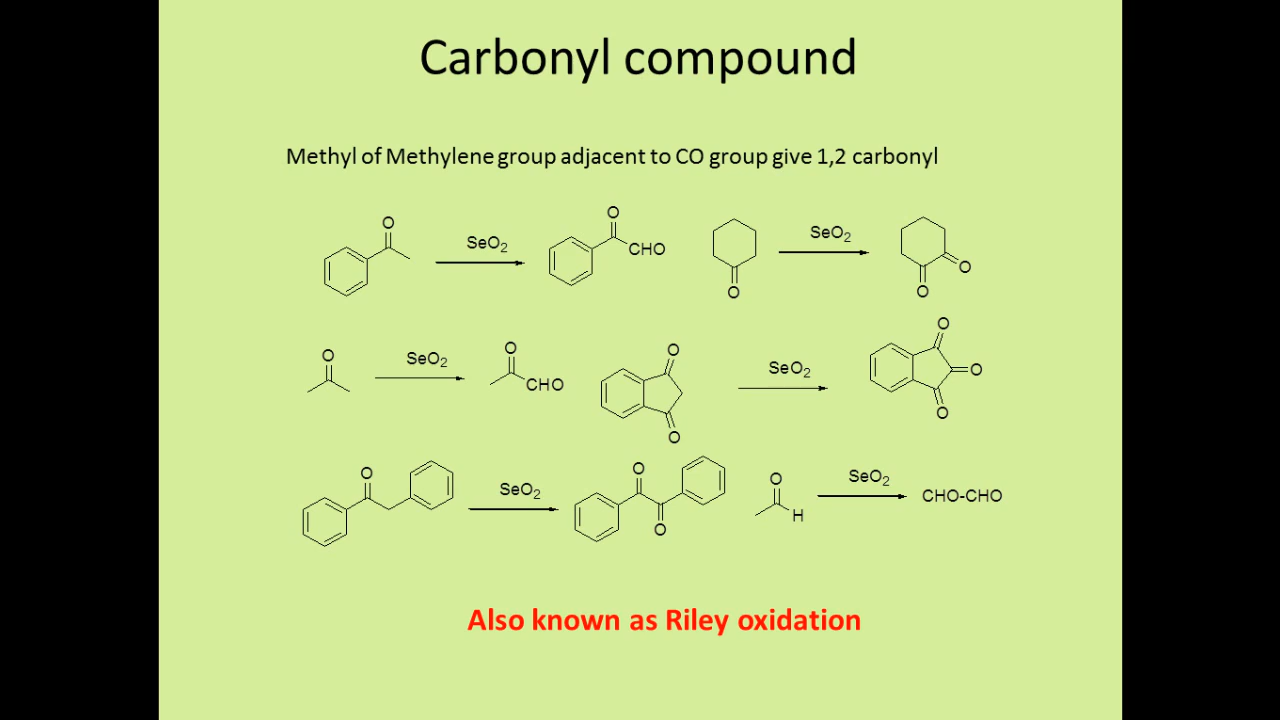 Carbonyl compound
Methyl of Methylene group adjacent to CO group give 1,2 carbonyl
O
SeO2
O
CHO
O
SeO2
O
O
O
SeO2
O
CHO
O
O
SeO2
O
O
O
O
SeO2
O
O
O
H
SeO2
CHO-CHO
Also known as Riley oxidation